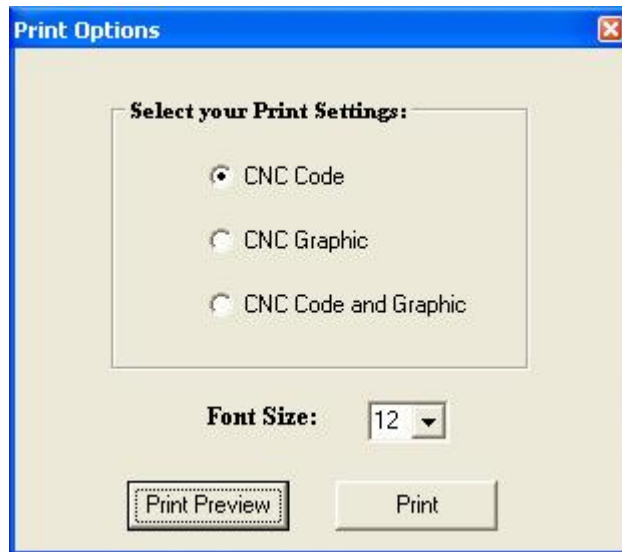 Print Options
Select your Print Settings:
CNC Code
CNC Graphic
CNC Code and Graphic
Font Size: 12
Print Preview Print